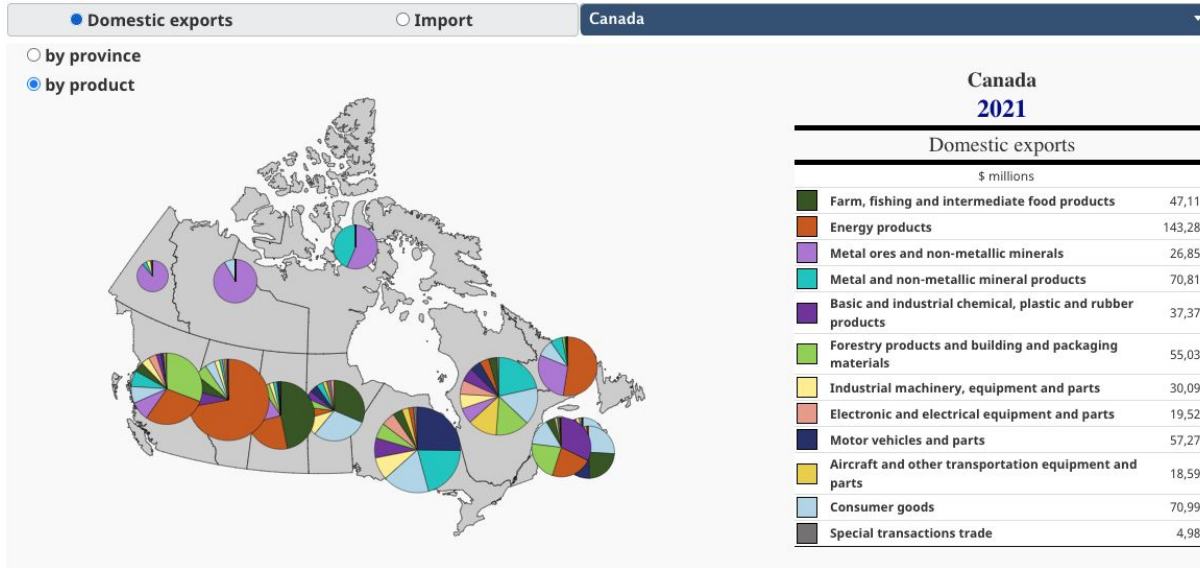 Domestic exports
Import
Canada
by province
by product
Canada
2021
Domestic exports
$ millions
Farm, fishing and intermediate food products 47,11
Energy products 143,28
Metal ores and non-metallic minerals 26,85
Metal and non-metallic mineral products 70,81
Basic and industrial chemical, plastic and rubber
products 37,37
Forestry products and building and packaging
materials 55,03
Industrial machinery, equipment and parts 30,09
Electronic and electrical equipment and parts 19,52
Motor vehicles and parts 57,27
Aircraft and other transportation equipment and
parts 18,59
Consumer goods 70,99
Special transactions trade 4,98